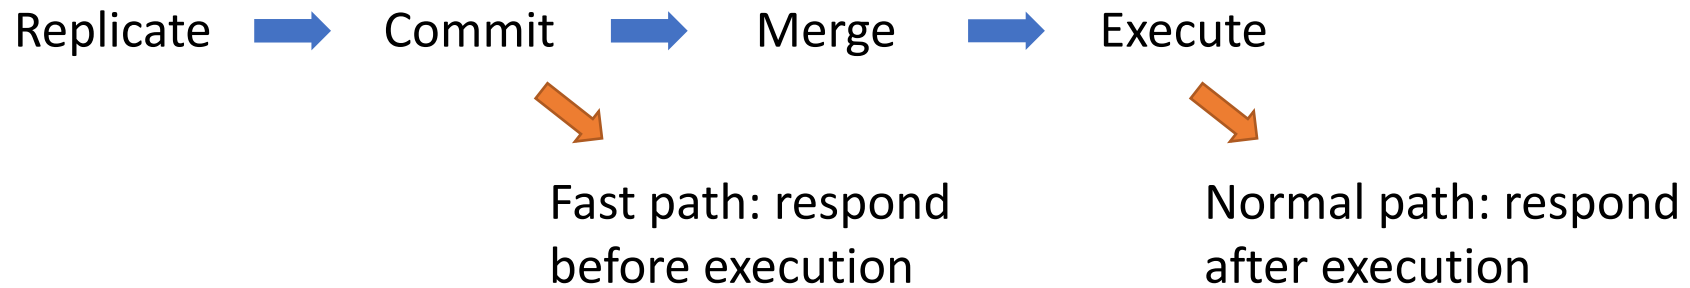 Replicate Commit Merge Execute
Fast path: respond
before execution
Normal path: respond
after execution